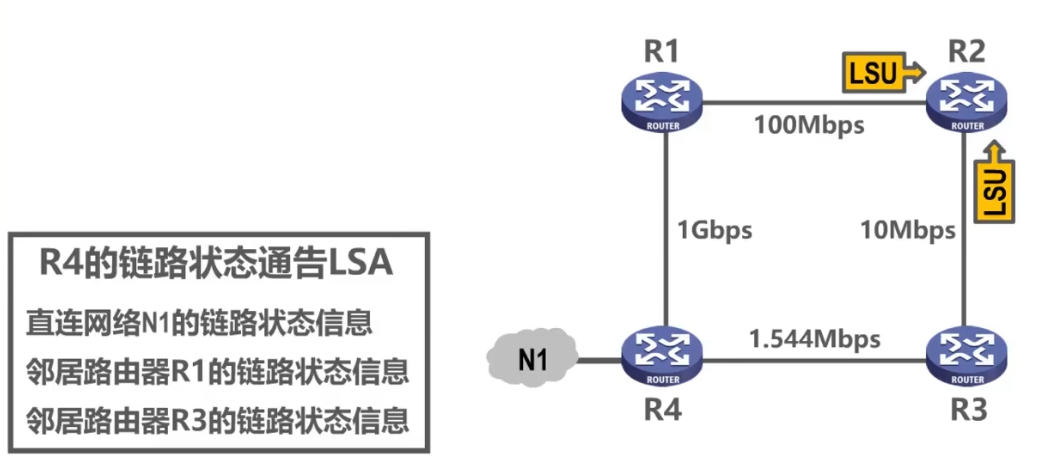 R1
R2
LSU
ROUTER
ROUTER
100Mbps
LSU
1Gbps
10Mbps
R4的链路状态通告LSA
直连网络N1的链路状态信息
邻居路由器R1的链路状态信息
邻居路由器R3的链路状态信息
N1
1.544Mbps
ROUTER
ROUTER
R4
R3